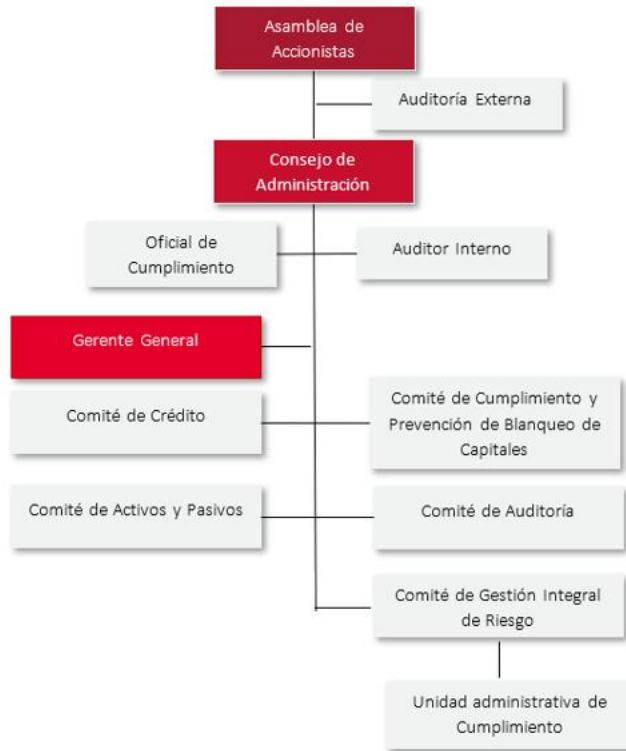 Asamblea de
Accionistas
Auditoría Externa
Consejo de
Administración
Oficial de
Cumplimiento
Auditor Interno
Gerente General
Comité de Crédito
Comité de Cumplimiento y
Prevención de Blanqueo de
Capitales
Comité de Activos y Pasivos
Comité de Auditoría
Comité de Gestión Integral
de Riesgo
Unidad administrativa de
Cumplimiento